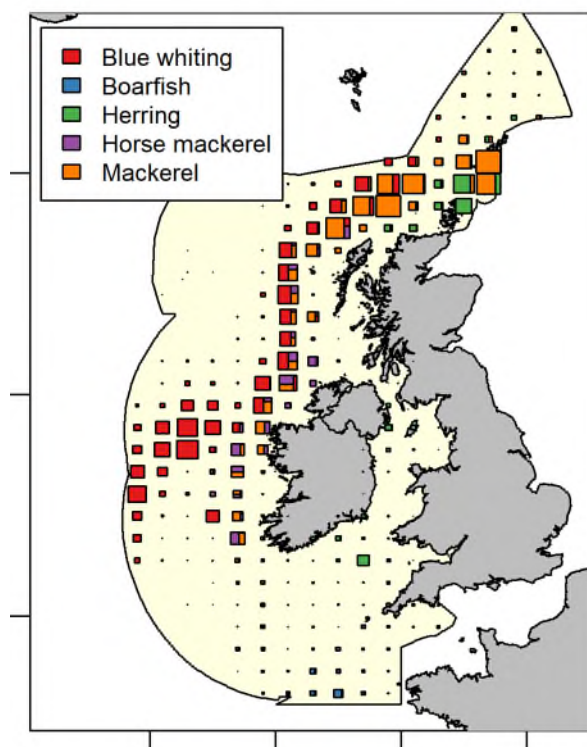 Blue whiting
Boarfish
Herring
Horse mackerel
Mackerel